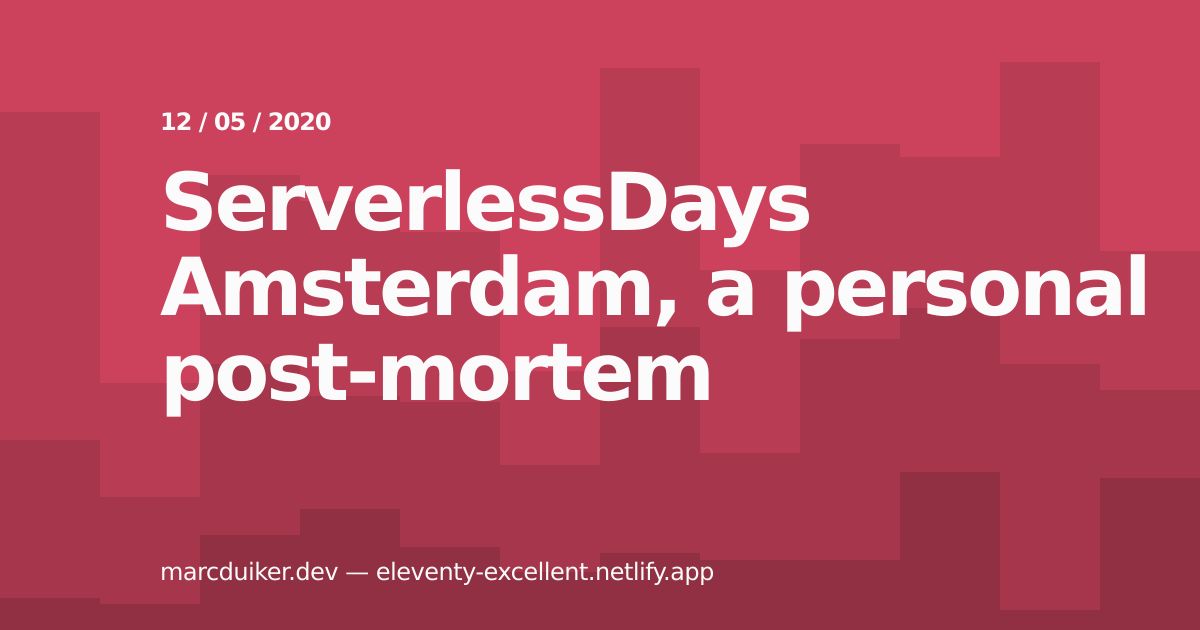 12 / 05 / 2020
ServerlessDays
Amsterdam, a personal
post-mortem
marcduiker.dev — eleventy-excellent.netlify.app